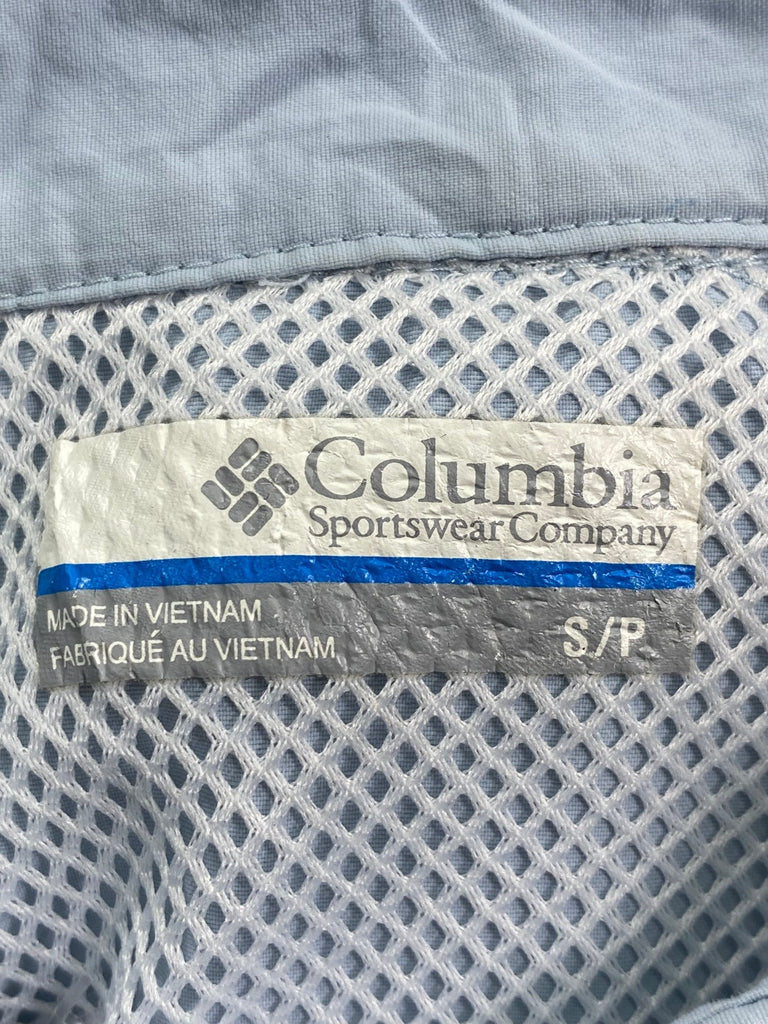 Columbia
Sportswear Company
MADE IN VIETNAM
FABRIQUÉ AU VIETNAM
S/P